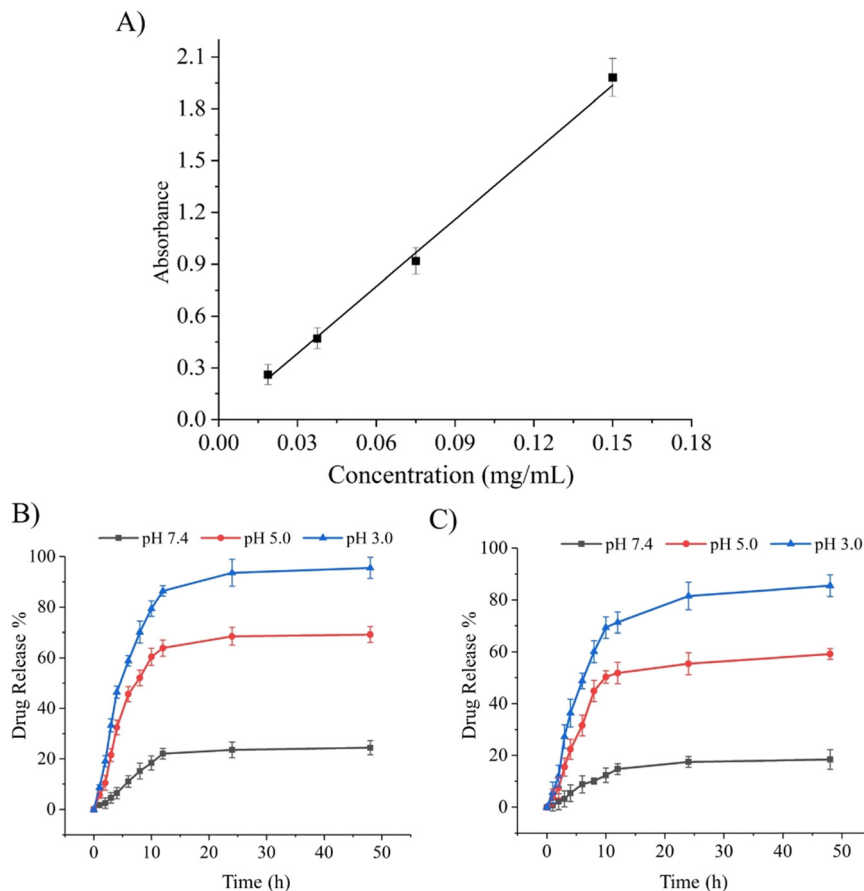 A)
2.1
1.8
1.5
1.2
0.9
0.6
0.3
0.0
Absorbance
0.00 0.03 0.06 0.09 0.12 0.15 0.18
Concentration (mg/mL)
B)
pH 7.4 pH 5.0 pH 3.0
100
80
60
40
20
0
Drug Release %
0 10 20 30 40 50
Time (h)
C)
pH 7.4 pH 5.0 pH 3.0
100
80
60
40
20
0
Drug Release %
0 10 20 30 40 50
Time (h)